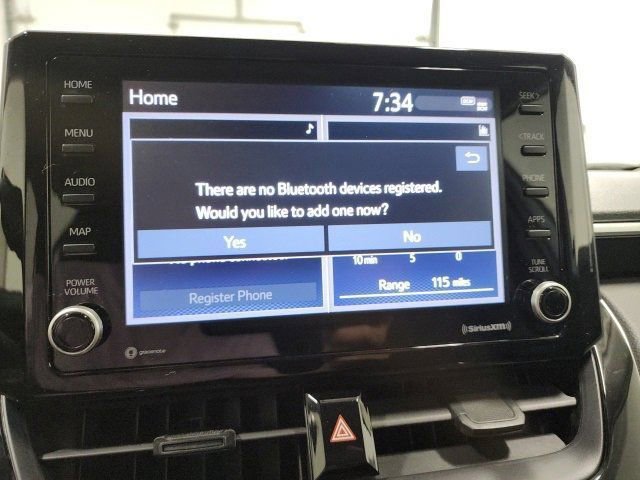 HOME
MENU
AUDIO
MAP
POWER
VOLUME
gracenote
Home 7:34 DCM
There are no Bluetooth devices registered.
Would you like to add one now?
Yes No
Register Phone
10 min 5 0
Range 115 miles
SEEK>
<TRACK
PHONE
APPS
TUNE
SCROLL
SiriusXM